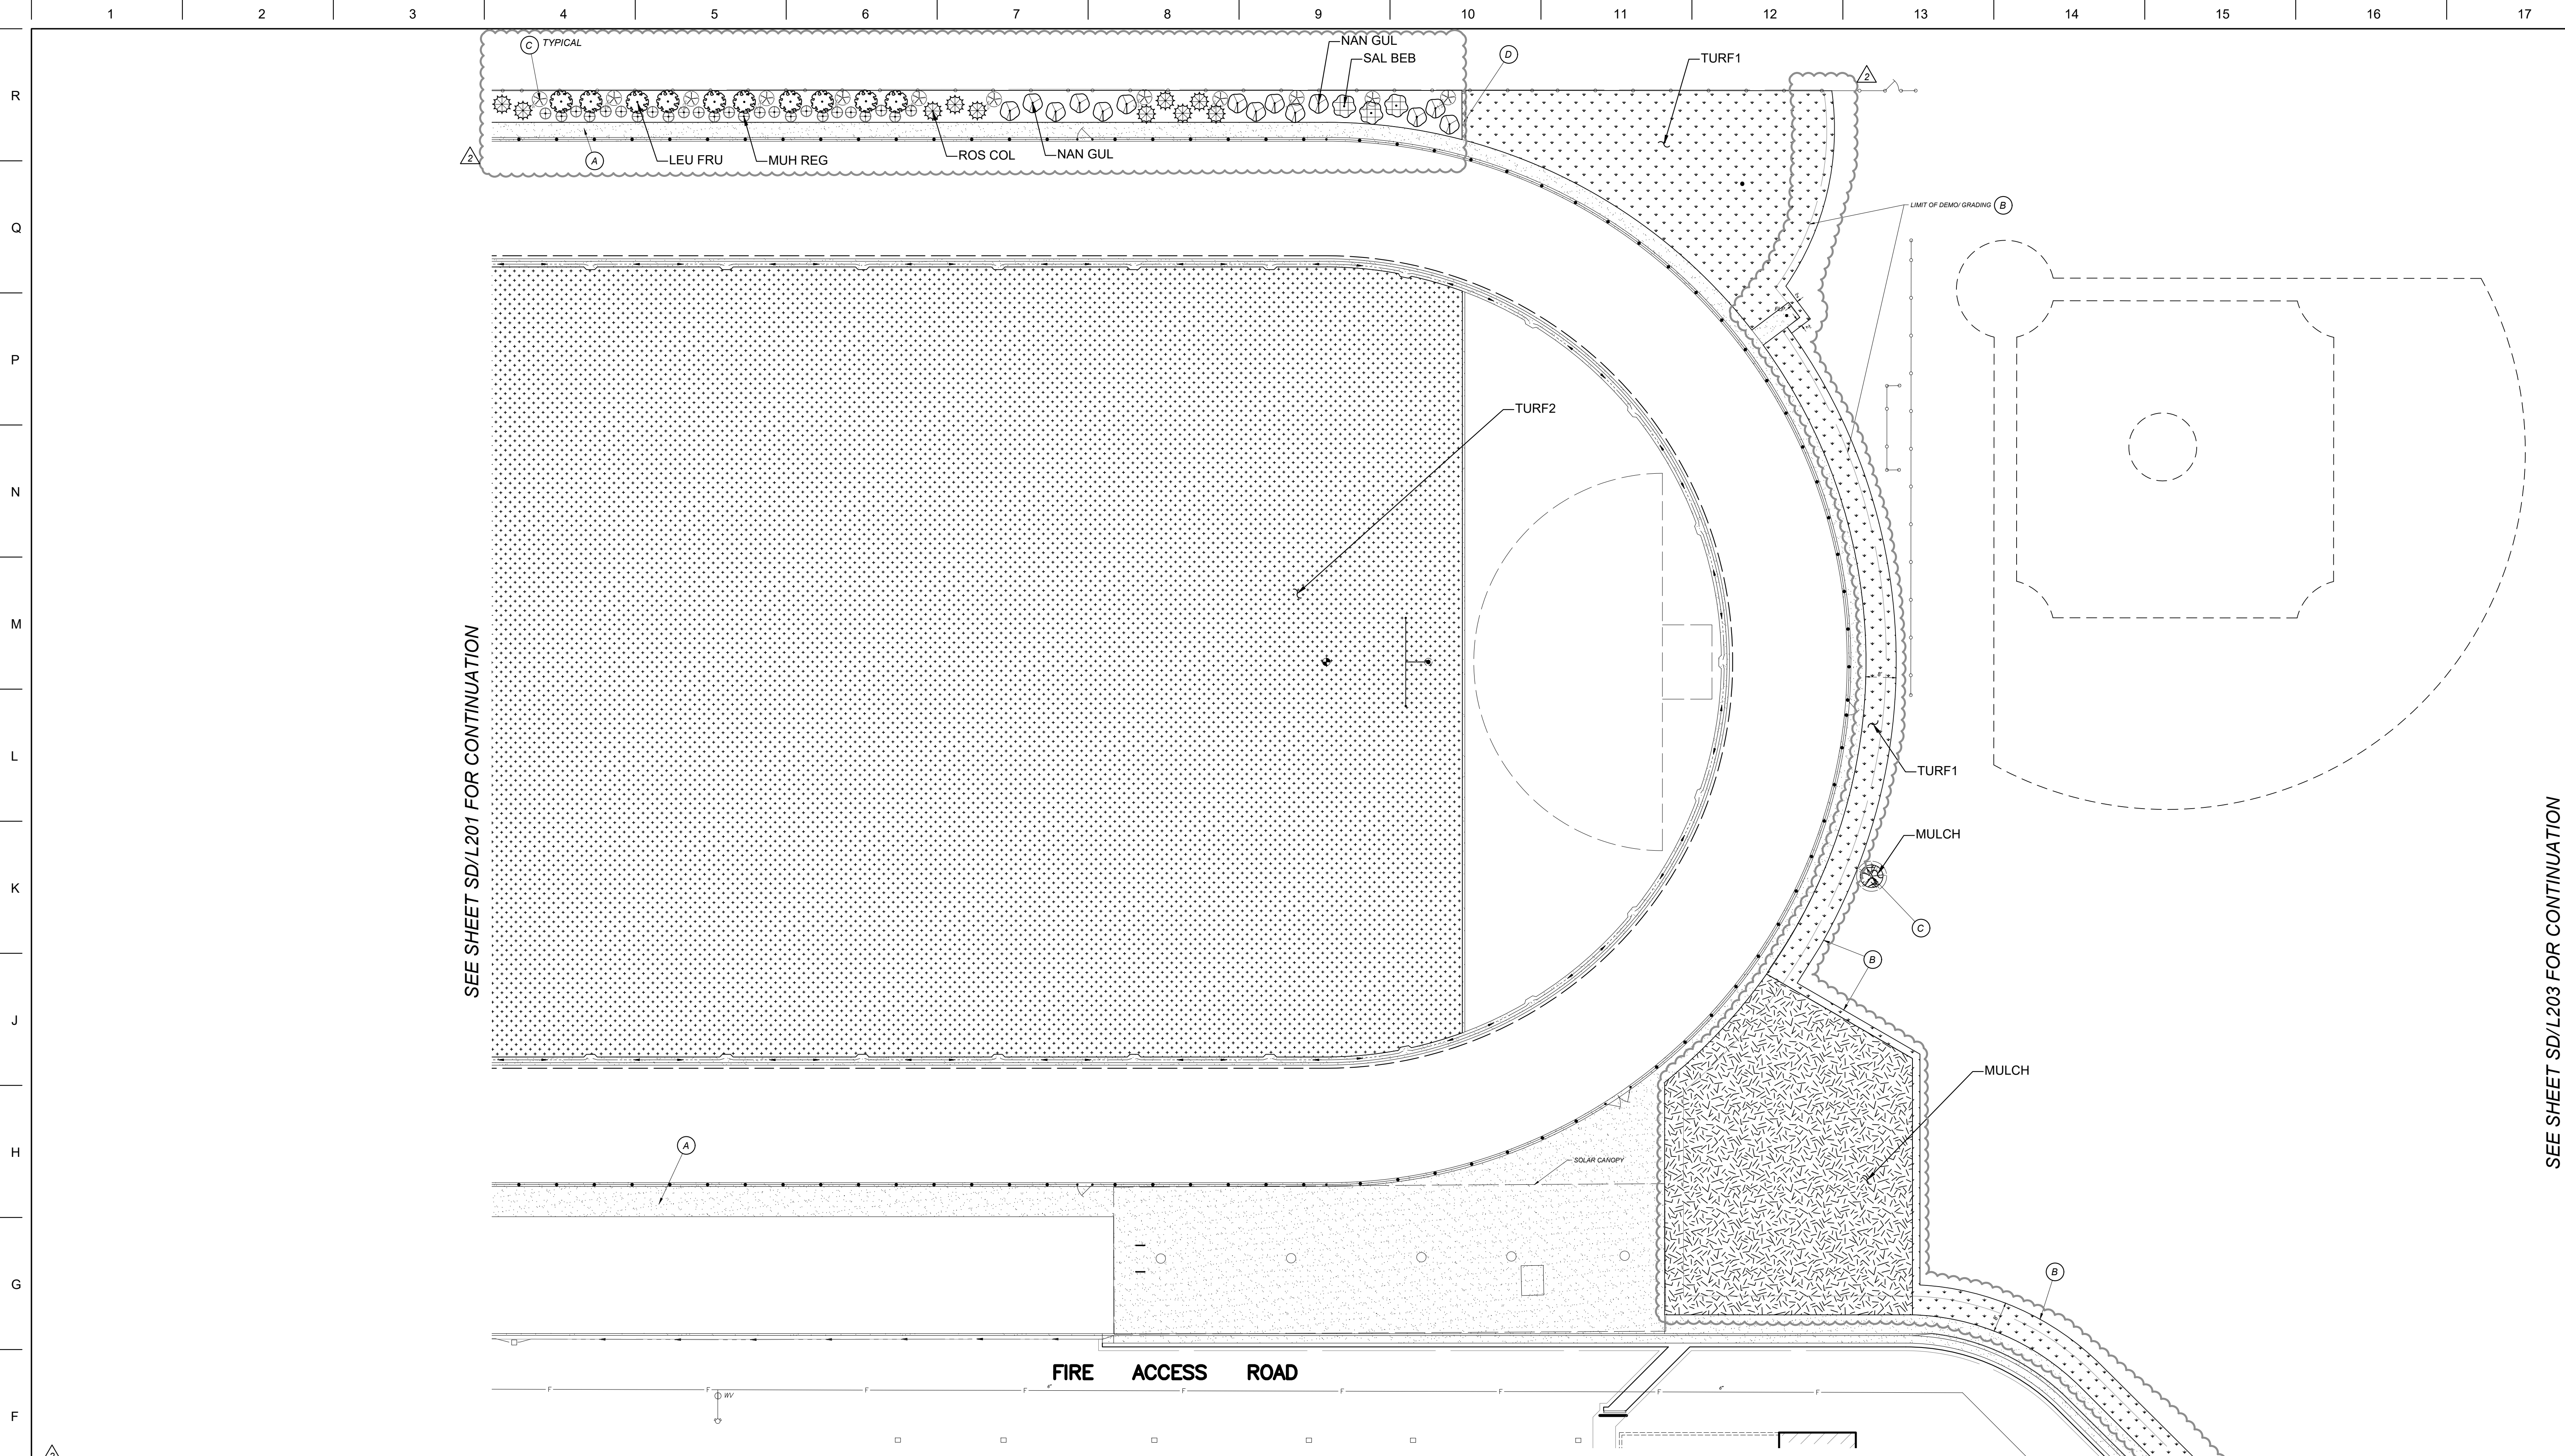 1 2 3 4 5 6 7 8 9 10 11 12 13 14 15 16 17
R
Q
P
N
M
L
K
J
H
G
F
C TYPICAL
NAN GUL
SAL BEB
D
TURF1
2
2
A
LEU FRU
MUH REG
ROS COL
NAN GUL
LIMIT OF DEMO/ GRADING B
TURF2
SEE SHEET SD/L201 FOR CONTINUATION
TURF1
MULCH
C
B
SEE SHEET SD/L203 FOR CONTINUATION
MULCH
A
SOLAR CANOPY
B
FIRE ACCESS ROAD
F F F F F F F F F
6"
6"
WV
2